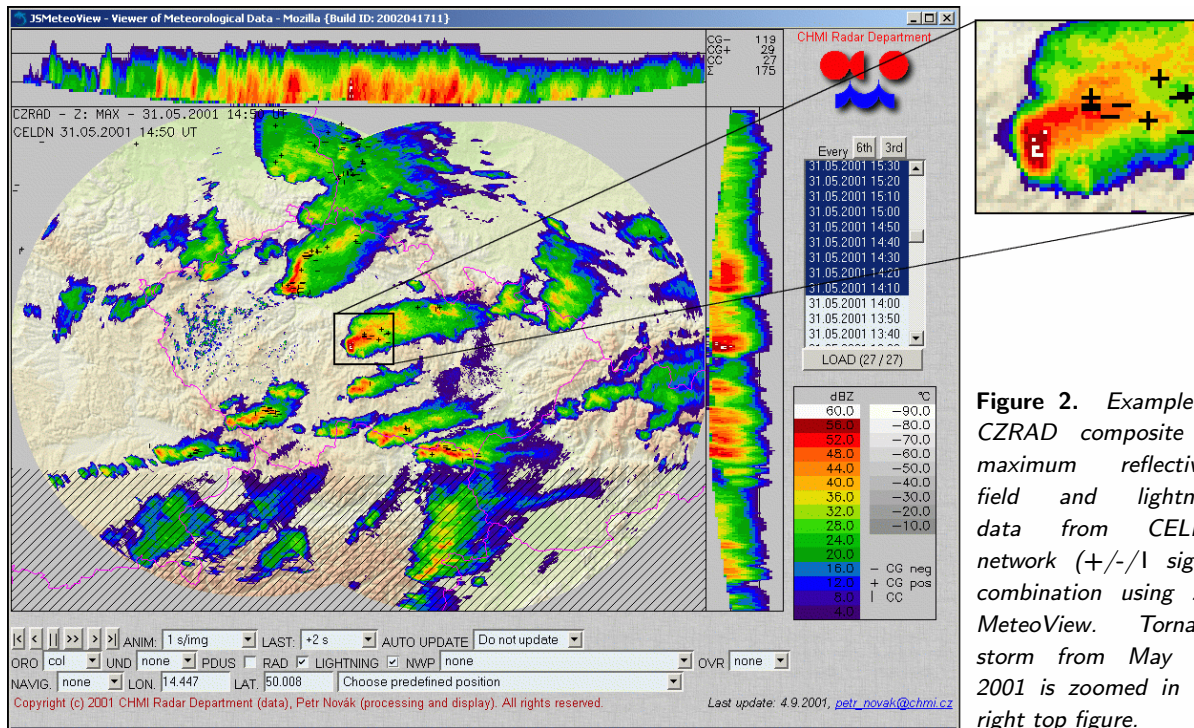 JSMeteoView - Viewer of Meteorological Data - Mozilla {Build ID: 2002041711}
CG- 119
CG+ 29
CC 27
Σ 175
CZRAD - Z: MAX - 31.05.2001 14:50 UT
CELDN 31.05.2001 14:50 UT
CHMI Radar Department
Every 6th 3rd
31.05.2001 15:30
31.05.2001 15:20
31.05.2001 15:10
31.05.2001 15:00
31.05.2001 14:50
31.05.2001 14:40
31.05.2001 14:30
31.05.2001 14:20
31.05.2001 14:10
31.05.2001 14:00
31.05.2001 13:50
31.05.2001 13:40
LOAD (27 / 27)
dBZ °C
60.0 -90.0
56.0 -80.0
52.0 -70.0
48.0 -60.0
44.0 -50.0
40.0 -40.0
36.0 -30.0
32.0 -20.0
28.0 -10.0
24.0
20.0
16.0 - CG neg
12.0 + CG pos
8.0 | CC
4.0
|< < || >> > >| ANIM: 1 s/img LAST: +2 s AUTO UPDATE Do not update
ORO col UND none PDUS RAD LIGHTNING NWP none OVR none
NAVIG. none LON. 14.447 LAT. 50.008 Choose predefined position
Copyright (c) 2001 CHMI Radar Department (data), Petr Novák (processing and display). All rights reserved.
Last update: 4.9.2001, petr_novak@chmi.cz
Figure 2. Example
CZRAD composite
maximum reflectiv
field and lightn
data from CEL
network (+/-/l sig
combination using
MeteoView. Torna
storm from May
2001 is zoomed in
right top figure.